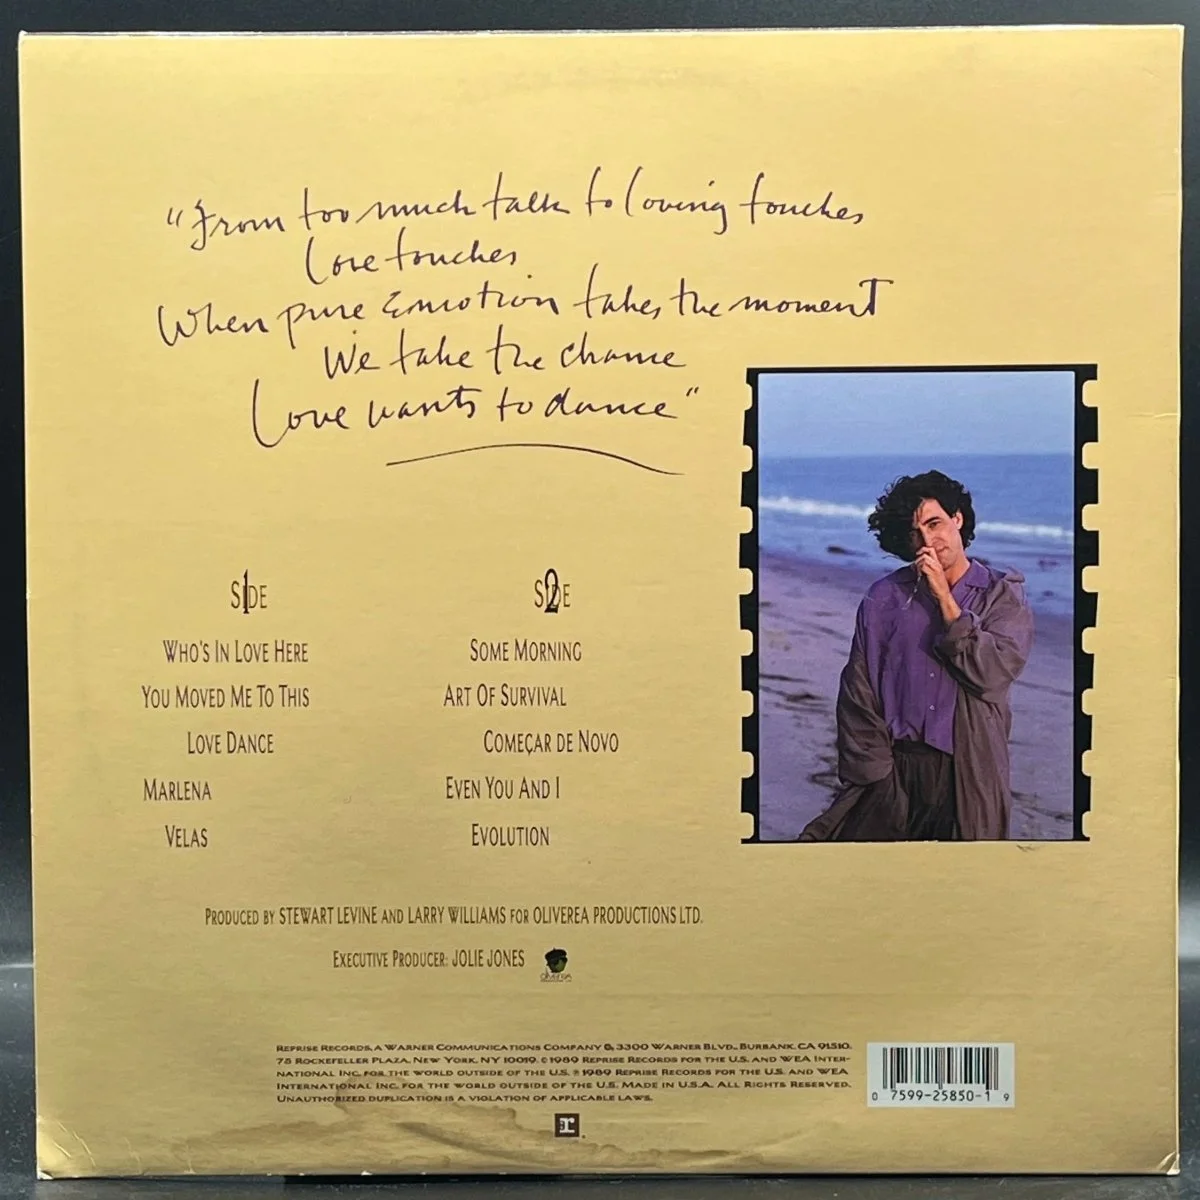 "From too much talk to loving touches
Love touches
When pure Emotion takes the moment
We take the chance
Love wants to dance"
SIDE 1
WHO'S IN LOVE HERE
YOU MOVED ME TO THIS
LOVE DANCE
MARLENA
VELAS
SIDE 2
SOME MORNING
ART OF SURVIVAL
COMEÇAR DE NOVO
EVEN YOU AND I
EVOLUTION
PRODUCED BY STEWART LEVINE AND LARRY WILLIAMS FOR OLIVEREA PRODUCTIONS LTD.
EXECUTIVE PRODUCER: JOLIE JONES
OLIVEREA
REPRISE RECORDS, A WARNER COMMUNICATIONS COMPANY, 3300 WARNER BLVD., BURBANK, CA 91510.
75 ROCKEFELLER PLAZA, NEW YORK, NY 10019. © 1989 REPRISE RECORDS FOR THE U.S. AND WEA INTER-
NATIONAL INC. FOR THE WORLD OUTSIDE OF THE U.S. ℗ 1989 REPRISE RECORDS FOR THE U.S. AND WEA
INTERNATIONAL INC. FOR THE WORLD OUTSIDE OF THE U.S. MADE IN U.S.A. ALL RIGHTS RESERVED.
UNAUTHORIZED DUPLICATION IS A VIOLATION OF APPLICABLE LAWS.
r
0 7599-25850-1 9